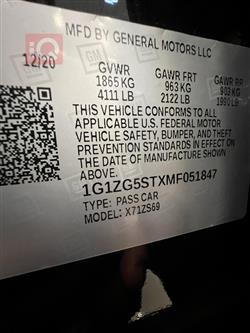 MFD BY GENERAL MOTORS LLC
12/20
GVWR GAWR FRT GAWR RR
1865 KG 963 KG 903 KG
4111 LB 2122 LB 1990 LB
THIS VEHICLE CONFORMS TO ALL
APPLICABLE U.S. FEDERAL MOTOR
VEHICLE SAFETY, BUMPER, AND THEFT
PREVENTION STANDARDS IN EFFECT ON
THE DATE OF MANUFACTURE SHOWN
ABOVE.
1G1ZG5STXMF051847
TYPE: PASS CAR
MODEL: X71ZS69